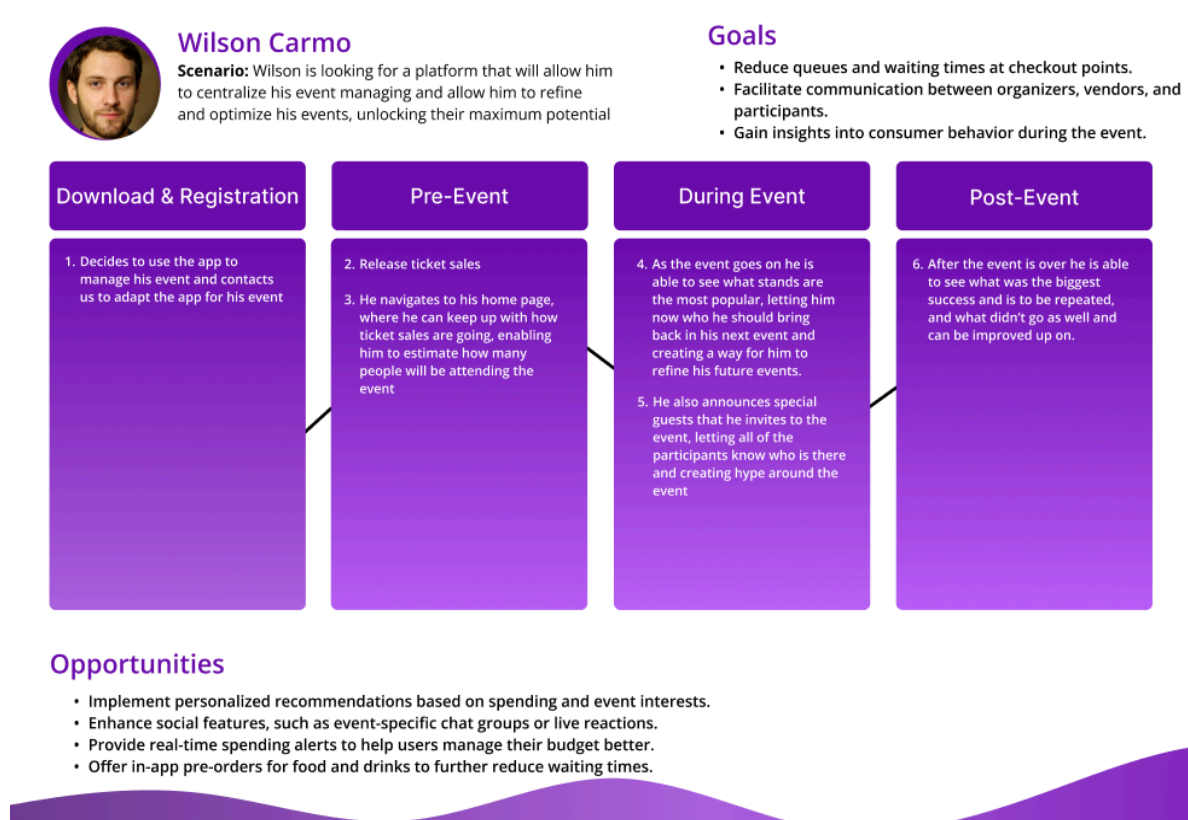 Wilson Carmo
Scenario: Wilson is looking for a platform that will allow him
to centralize his event managing and allow him to refine
and optimize his events, unlocking their maximum potential
Goals
• Reduce queues and waiting times at checkout points.
• Facilitate communication between organizers, vendors, and
participants.
• Gain insights into consumer behavior during the event.
Download & Registration
1. Decides to use the app to
manage his event and contacts
us to adapt the app for his event
Pre-Event
2. Release ticket sales
3. He navigates to his home page,
where he can keep up with how
ticket sales are going, enabling
him to estimate how many
people will be attending the
event
During Event
4. As the event goes on he is
able to see what stands are
the most popular, letting him
now who he should bring
back in his next event and
creating a way for him to
refine his future events.
5. He also announces special
guests that he invites to the
event, letting all of the
participants know who is there
and creating hype around the
event
Post-Event
6. After the event is over he is able
to see what was the biggest
success and is to be repeated,
and what didn’t go as well and
can be improved up on.
Opportunities
• Implement personalized recommendations based on spending and event interests.
• Enhance social features, such as event-specific chat groups or live reactions.
• Provide real-time spending alerts to help users manage their budget better.
• Offer in-app pre-orders for food and drinks to further reduce waiting times.